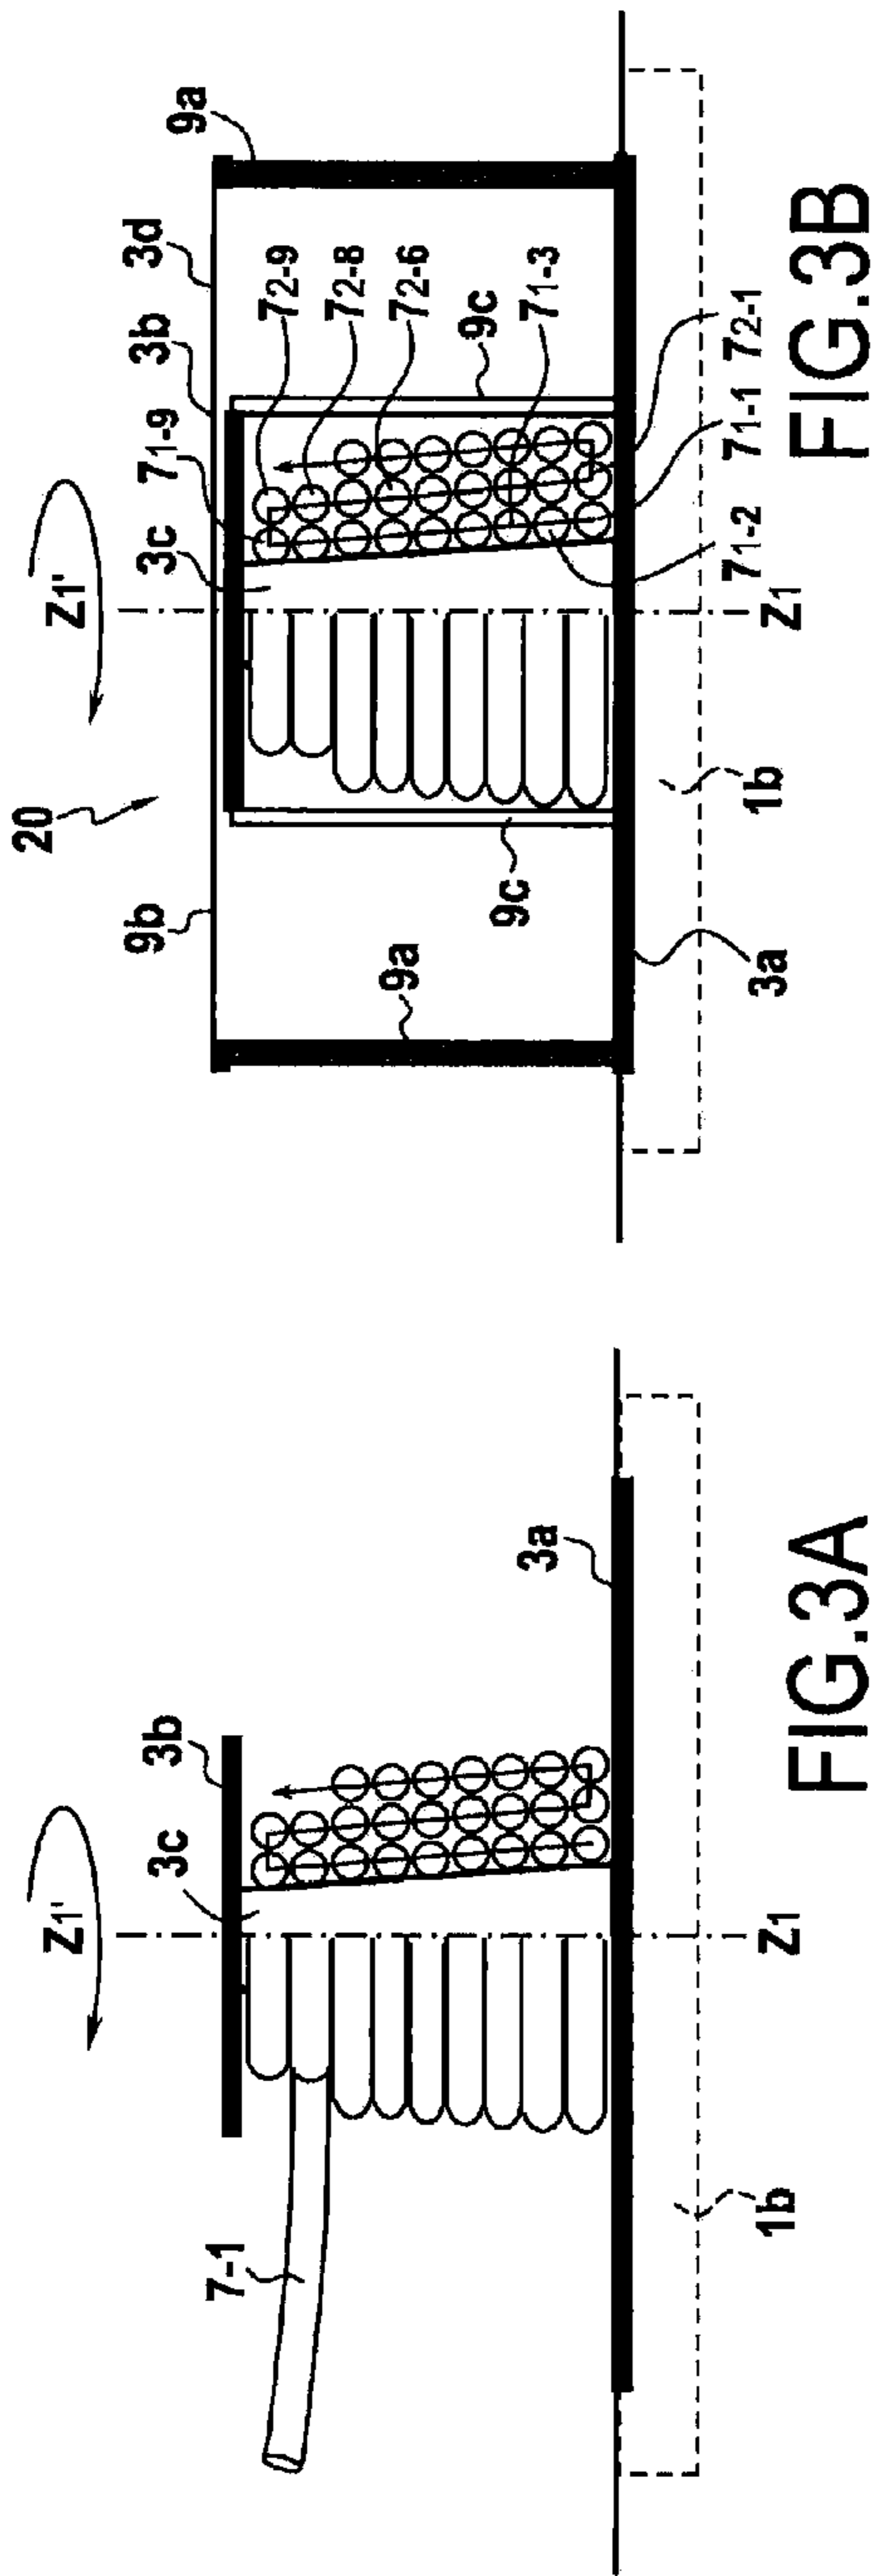 Z1'
3b
3c
7-1
3a
1b
Z1
FIG.3A
20
Z1'
9b
3b
3d
9a
71-9
3c
72-9
72-8
72-6
71-3
9c
9a
9c
3a
1b
Z1
71-2
71-1
72-1
FIG.3B